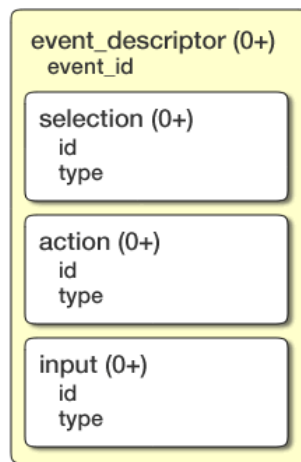 event_descriptor (0+)
event_id
selection (0+)
id
type
action (0+)
id
type
input (0+)
id
type